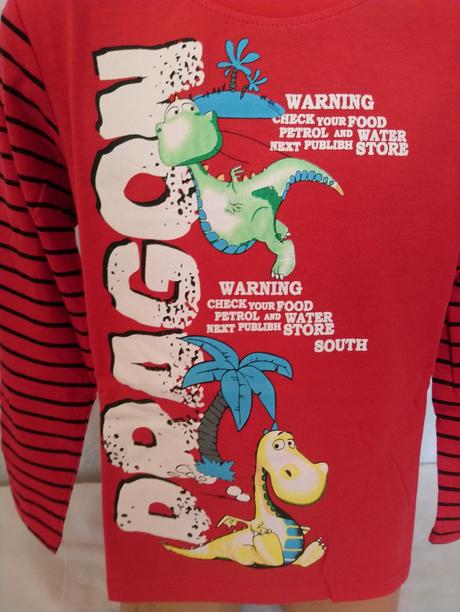 DRAGON
WARNING
CHECK YOUR FOOD
PETROL AND WATER
NEXT PUBLIBH STORE
WARNING
CHECK YOUR FOOD
PETROL AND WATER
NEXT PUBLIBH STORE
SOUTH